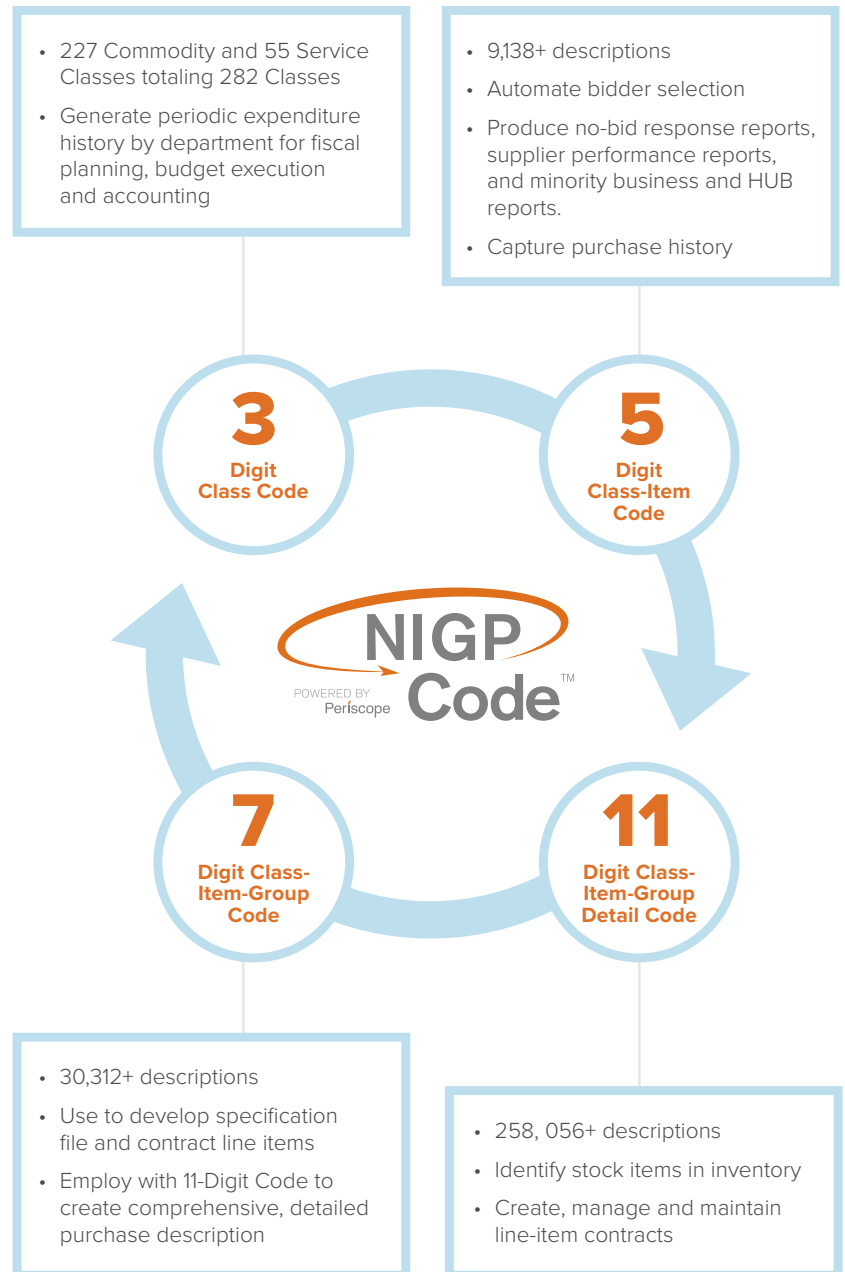 • 227 Commodity and 55 Service
Classes totaling 282 Classes
• Generate periodic expenditure
history by department for fiscal
planning, budget execution
and accounting
• 9,138+ descriptions
• Automate bidder selection
• Produce no-bid response reports,
supplier performance reports,
and minority business and HUB
reports.
• Capture purchase history
3
Digit
Class Code
5
Digit
Class-Item
Code
NIGP
POWERED BY
Periscope
Code™
7
Digit Class-
Item-Group
Code
11
Digit Class-
Item-Group
Detail Code
• 30,312+ descriptions
• Use to develop specification
file and contract line items
• Employ with 11-Digit Code to
create comprehensive, detailed
purchase description
• 258, 056+ descriptions
• Identify stock items in inventory
• Create, manage and maintain
line-item contracts